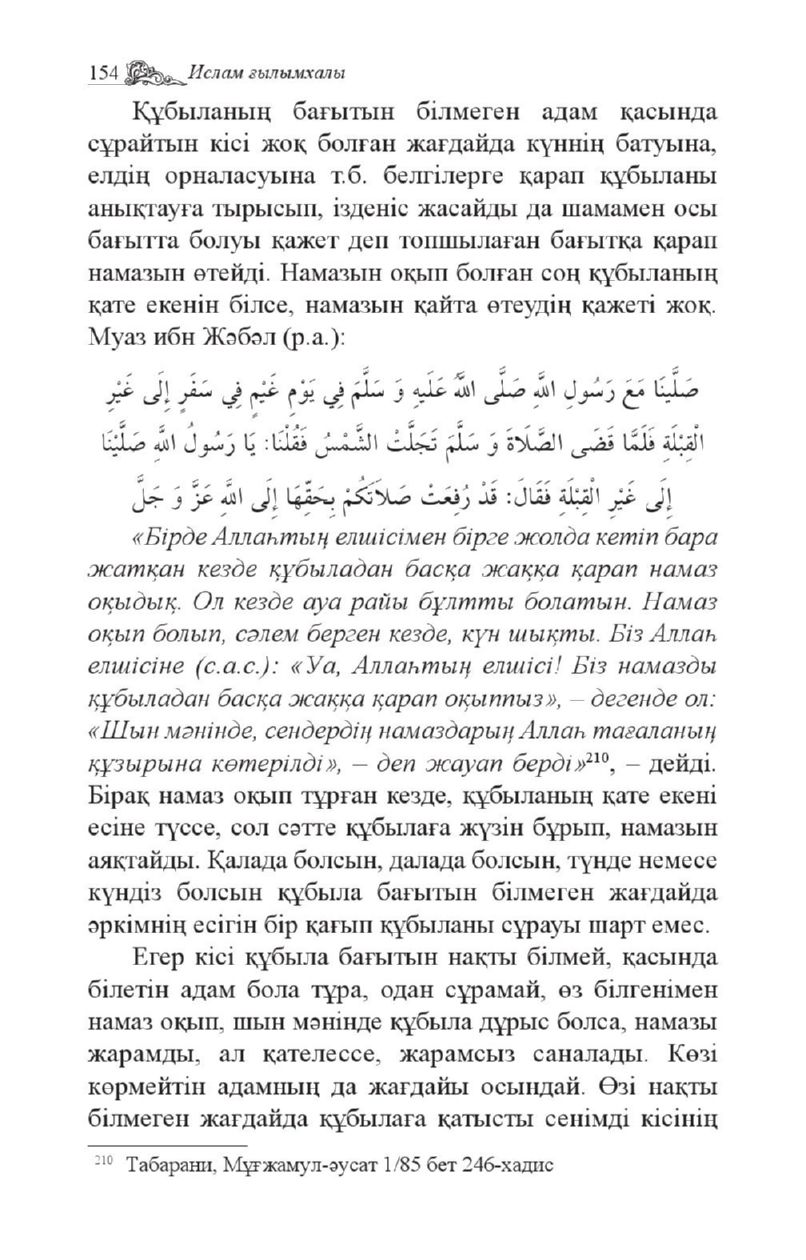 154 Ислам ғылымхалы
Құбыланың бағытын білмеген адам қасында
сұрайтын кісі жоқ болған жағдайда күннің батуына,
елдің орналасуына т.б. белгілерге қарап құбыланы
анықтауға тырысып, ізденіс жасайды да шамамен осы
бағытта болуы қажет деп топшылаған бағытқа қарап
намазын өтейді. Намазын оқып болған соң құбыланың
қате екенін білсе, намазын қайта өтеудің қажеті жоқ.
Муаз ибн Жәбәл (р.а.):
صَلَّيْنَا مَعَ رَسُولِ اللَّهِ صَلَّى اللَّهُ عَلَيْهِ وَ سَلَّمَ فِي يَوْمِ غَيْمٍ فِي سَفَرٍ إِلَى غَيْرِ
الْقِبْلَةِ فَلَمَّا قَضَى الصَّلَاةَ وَ سَلَّمَ تَجَلَّتْ الشَّمْسُ فَقُلْنَا: يَا رَسُولُ اللَّهِ صَلَّيْنَا
إِلَى غَيْرِ الْقِبْلَةِ فَقَالَ: قَدْ رُفِعَتْ صَلَاتَكُمْ بِحَقِّهَا إِلَى اللَّهِ عَزَّ وَ جَلَّ
«Бірде Аллаһтың елшісімен бірге жолда кетіп бара
жатқан кезде құбыладан басқа жаққа қарап намаз
оқыдық. Ол кезде ауа райы бұлтты болатын. Намаз
оқып болып, сәлем берген кезде, күн шықты. Біз Аллаһ
елшісіне (с.а.с.): «Уа, Аллаһтың елшісі! Біз намазды
құбыладан басқа жаққа қарап оқыппыз», – дегенде ол:
«Шын мәнінде, сендердің намаздарың Аллаһ тағаланың
құзырына көтерілді», – деп жауап берді»²¹⁰, – дейді.
Бірақ намаз оқып тұрған кезде, құбыланың қате екені
есіне түссе, сол сәтте құбылаға жүзін бұрып, намазын
аяқтайды. Қалада болсын, далада болсын, түнде немесе
күндіз болсын құбыла бағытын білмеген жағдайда
әркімнің есігін бір қағып құбыланы сұрауы шарт емес.
Егер кісі құбыла бағытын нақты білмей, қасында
білетін адам бола тұра, одан сұрамай, өз білгенімен
намаз оқып, шын мәнінде құбыла дұрыс болса, намазы
жарамды, ал қателессе, жарамсыз саналады. Көзі
көрмейтін адамның да жағдайы осындай. Өзі нақты
білмеген жағдайда құбылаға қатысты сенімді кісінің
²¹⁰ Табарани, Мұғжамул-әусат 1/85 бет 246-хадис